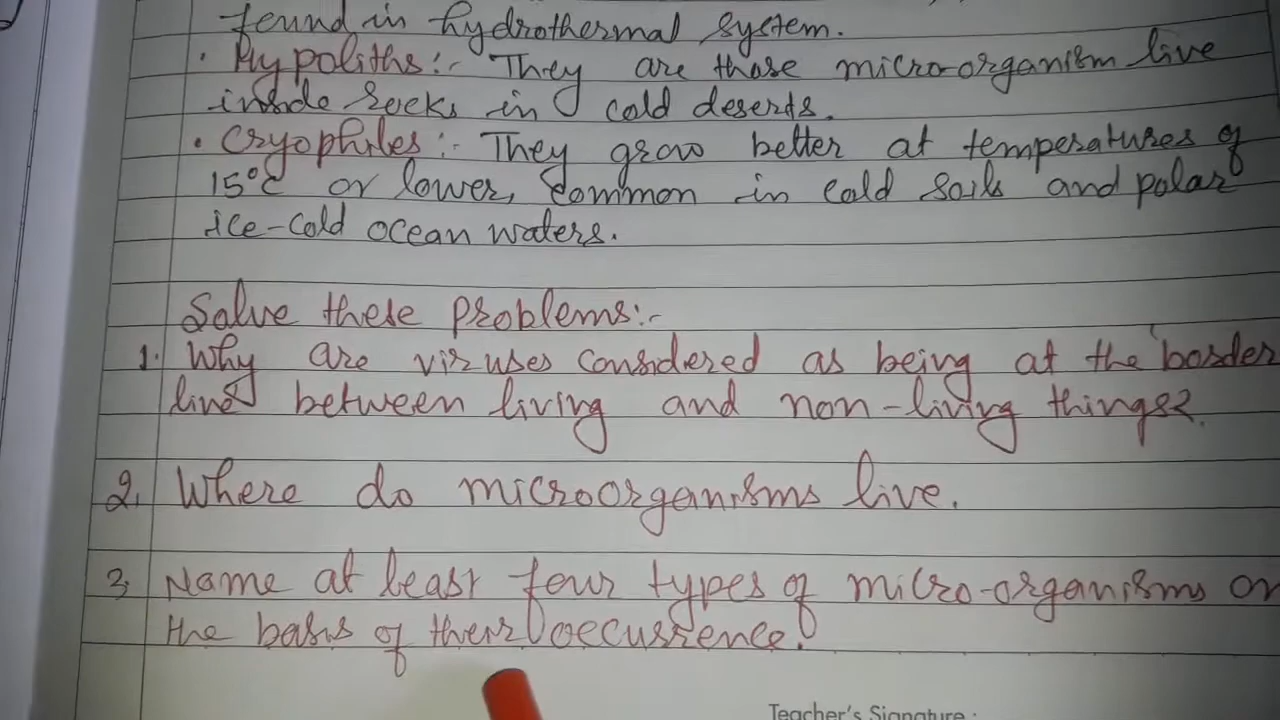 found in hydrothermal system.
• Hypoliths:- They are those micro-organism live
inside rocks in cold deserts.
• Cryophiles:- They grow better at temperatures of
15°C or lower, common in cold soils and polar
ice-cold ocean waters.
Solve these problems:-
1. Why are viruses considered as being at the border
line between living and non-living things?
2. Where do microorganisms live.
3. Name at least four types of micro-organisms on
the basis of their occurrence.
Teacher's Signature :